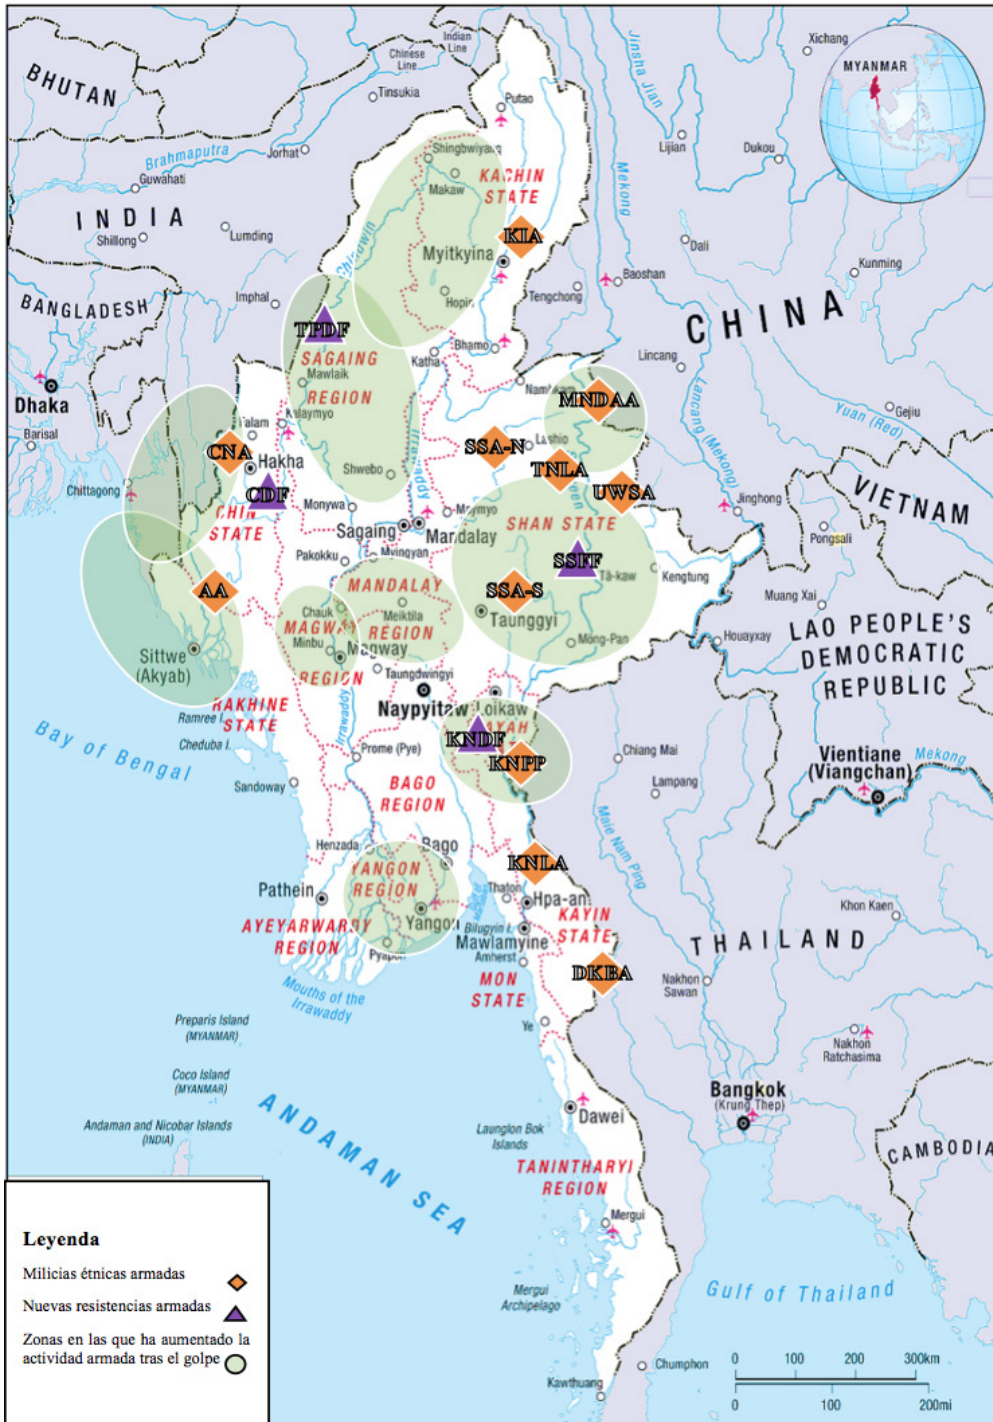 Xichang
Indian
Line
Chinese
Line
MYANMAR
BHUTAN
Tinsukia
Putao
Jinsha Jian
Lijian
Dukou
Brahmaputra
Jorhat
Shingbwiyang
Guwahati
Makaw
KACHIN
STATE
Mekong
INDIA
Shillong
Lumding
KIA
Dali
Myitkyina
Kunming
Chindwin
Tengchong
Baoshan
BANGLADESH
Imphal
Hopin
CHINA
TPDF
SAGAING
Bhamo
Katha
Lincang
Mawlaik
REGION
Dhaka
MNDAA
Gejiu
Barisal
Kalaymyo
Lancang (Mekong)
Yuan (Red)
CNA
Hakha
SSA-N
Lashio
TNLA
Shwebo
Irrawaddy
UWSA
Chittagong
CDF
VIETNAM
CHIN
STATE
Monywa
Maymyo
Jinghong
Sagaing
Mandalay
SHAN STATE
Pongsali
Pakokku
Myingyan
SSFF
Tā-kaw
Kengtung
MANDALAY
AA
SSA-S
Chauk
Meiktila
Taunggyi
Muang Xai
MAGWAY
REGION
Minbu
Magway
Mong-Pan
Houayxay
LAO PEOPLE'S
DEMOCRATIC
REPUBLIC
Sittwe
(Akyab)
REGION
Taungdwingyi
RAKHINE
STATE
Naypyitaw
Loikaw
Ramree I.
Bay of Bengal
Cheduba I.
Irrawaddy
KAYAH
KNDF
KNPP
Prome (Pye)
Chiang Mai
Vientiane
(Viangchan)
Mekong
Sandoway
BAGO
REGION
Lampang
Maie Nam Ping
Henzada
Bago
KNLA
YANGON
REGION
Pathein
Yangon
Thaton
Hpa-an
Khon Kaen
AYEYARWARDY
REGION
Bilugyin I.
KAYIN
STATE
Mawlamyine
THAILAND
Pyapon
Amherst
DKBA
MON
STATE
Nakhon
Sawan
Mouths of the
Irrawaddy
Preparis Island
(MYANMAR)
Ye
Nakhon
Ratchasima
Coco Island
(MYANMAR)
Bangkok
(Krung Thep)
Andaman and Nicobar Islands
(INDIA)
ANDAMAN SEA
Dawei
Launglon Bok
Islands
CAMBODIA
TANINTHARYI
REGION
Mergui
Mergui
Archipelago
Gulf of Thailand
Chumphon
Kawthuang
Leyenda
Milicias étnicas armadas
Nuevas resistencias armadas
Zonas en las que ha aumentado la
actividad armada tras el golpe
0 100 200 300km
0 100 200mi